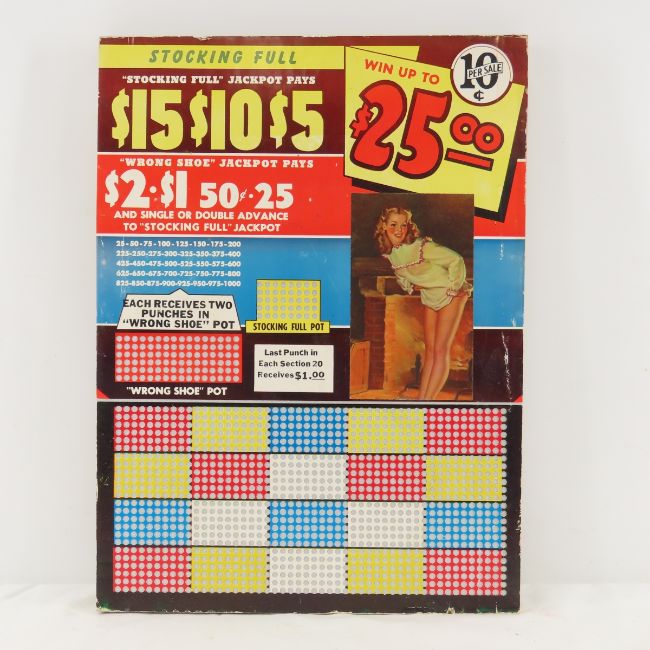 STOCKING FULL
"STOCKING FULL" JACKPOT PAYS
$15 $10 $5
WIN UP TO
$25.00
10
PER SALE
¢
"WRONG SHOE" JACKPOT PAYS
$2·$1 50¢·25
AND SINGLE OR DOUBLE ADVANCE
TO "STOCKING FULL" JACKPOT
25-50-75-100-125-150-175-200
225-250-275-300-325-350-375-400
425-450-475-500-525-550-575-600
625-650-675-700-725-750-775-800
825-850-875-900-925-950-975-1000
EACH RECEIVES TWO
PUNCHES IN
"WRONG SHOE" POT
STOCKING FULL POT
Last Punch in
Each Section 20
Receives $1.00
"WRONG SHOE" POT